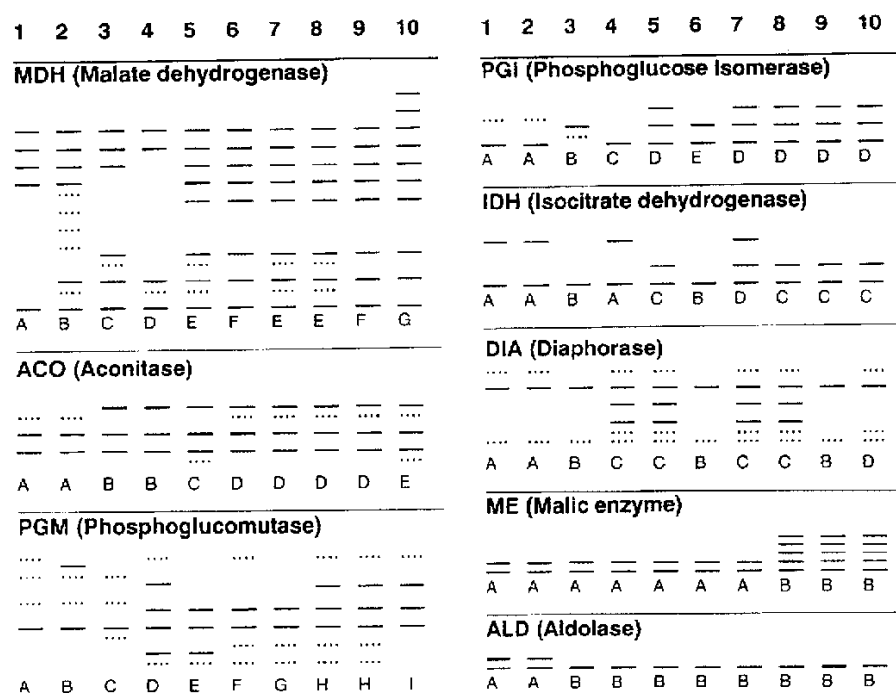 1 2 3 4 5 6 7 8 9 10
MDH (Malate dehydrogenase)
A B C D E F E E F G
ACO (Aconitase)
A A B B C D D D D E
PGM (Phosphoglucomutase)
A B C D E F G H H I
1 2 3 4 5 6 7 8 9 10
PGI (Phosphoglucose Isomerase)
A A B C D E D D D D
IDH (Isocitrate dehydrogenase)
A A B A C B D C C C
DIA (Diaphorase)
A A B C C B C C B D
ME (Malic enzyme)
A A A A A A A B B B
ALD (Aldolase)
A A B B B B B B B B